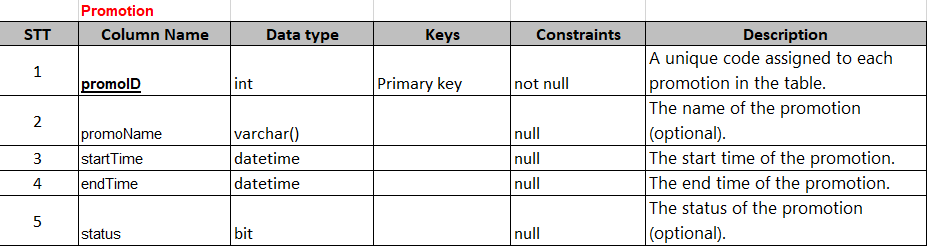 Promotion
STT Column Name Data type Keys Constraints Description
1 promoID int Primary key not null A unique code assigned to each
promotion in the table.
2 promoName varchar() null The name of the promotion
(optional).
3 startTime datetime null The start time of the promotion.
4 endTime datetime null The end time of the promotion.
5 status bit null The status of the promotion
(optional).